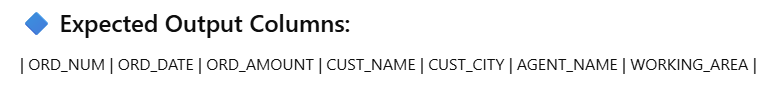 Expected Output Columns:
| ORD_NUM | ORD_DATE | ORD_AMOUNT | CUST_NAME | CUST_CITY | AGENT_NAME | WORKING_AREA |